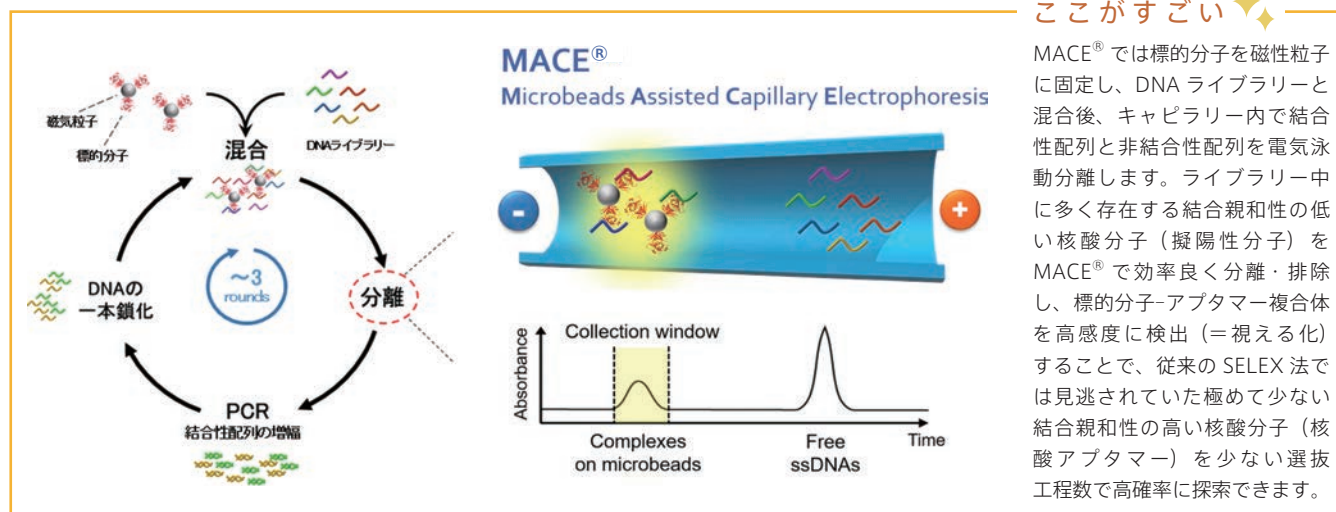 磁気粒子
標的分子
混合
DNAライブラリー
分離
PCR
結合性配列の増幅
DNAの
一本鎖化
~3
rounds
MACE®
Microbeads Assisted Capillary Electrophoresis
-
+
Absorbance
Collection window
Complexes
on microbeads
Free
ssDNAs
Time
ここがすごい
MACE® では標的分子を磁性粒子
に固定し、DNA ライブラリーと
混合後、キャピラリー内で結合
性配列と非結合性配列を電気泳
動分離します。ライブラリー中
に多く存在する結合親和性の低
い核酸分子(擬陽性分子)を
MACE® で効率良く分離・排除
し、標的分子-アプタマー複合体
を高感度に検出(=視える化)
することで、従来の SELEX 法で
は見逃されていた極めて少ない
結合親和性の高い核酸分子(核
酸アプタマー)を少ない選抜
工程数で高確率に探索できます。